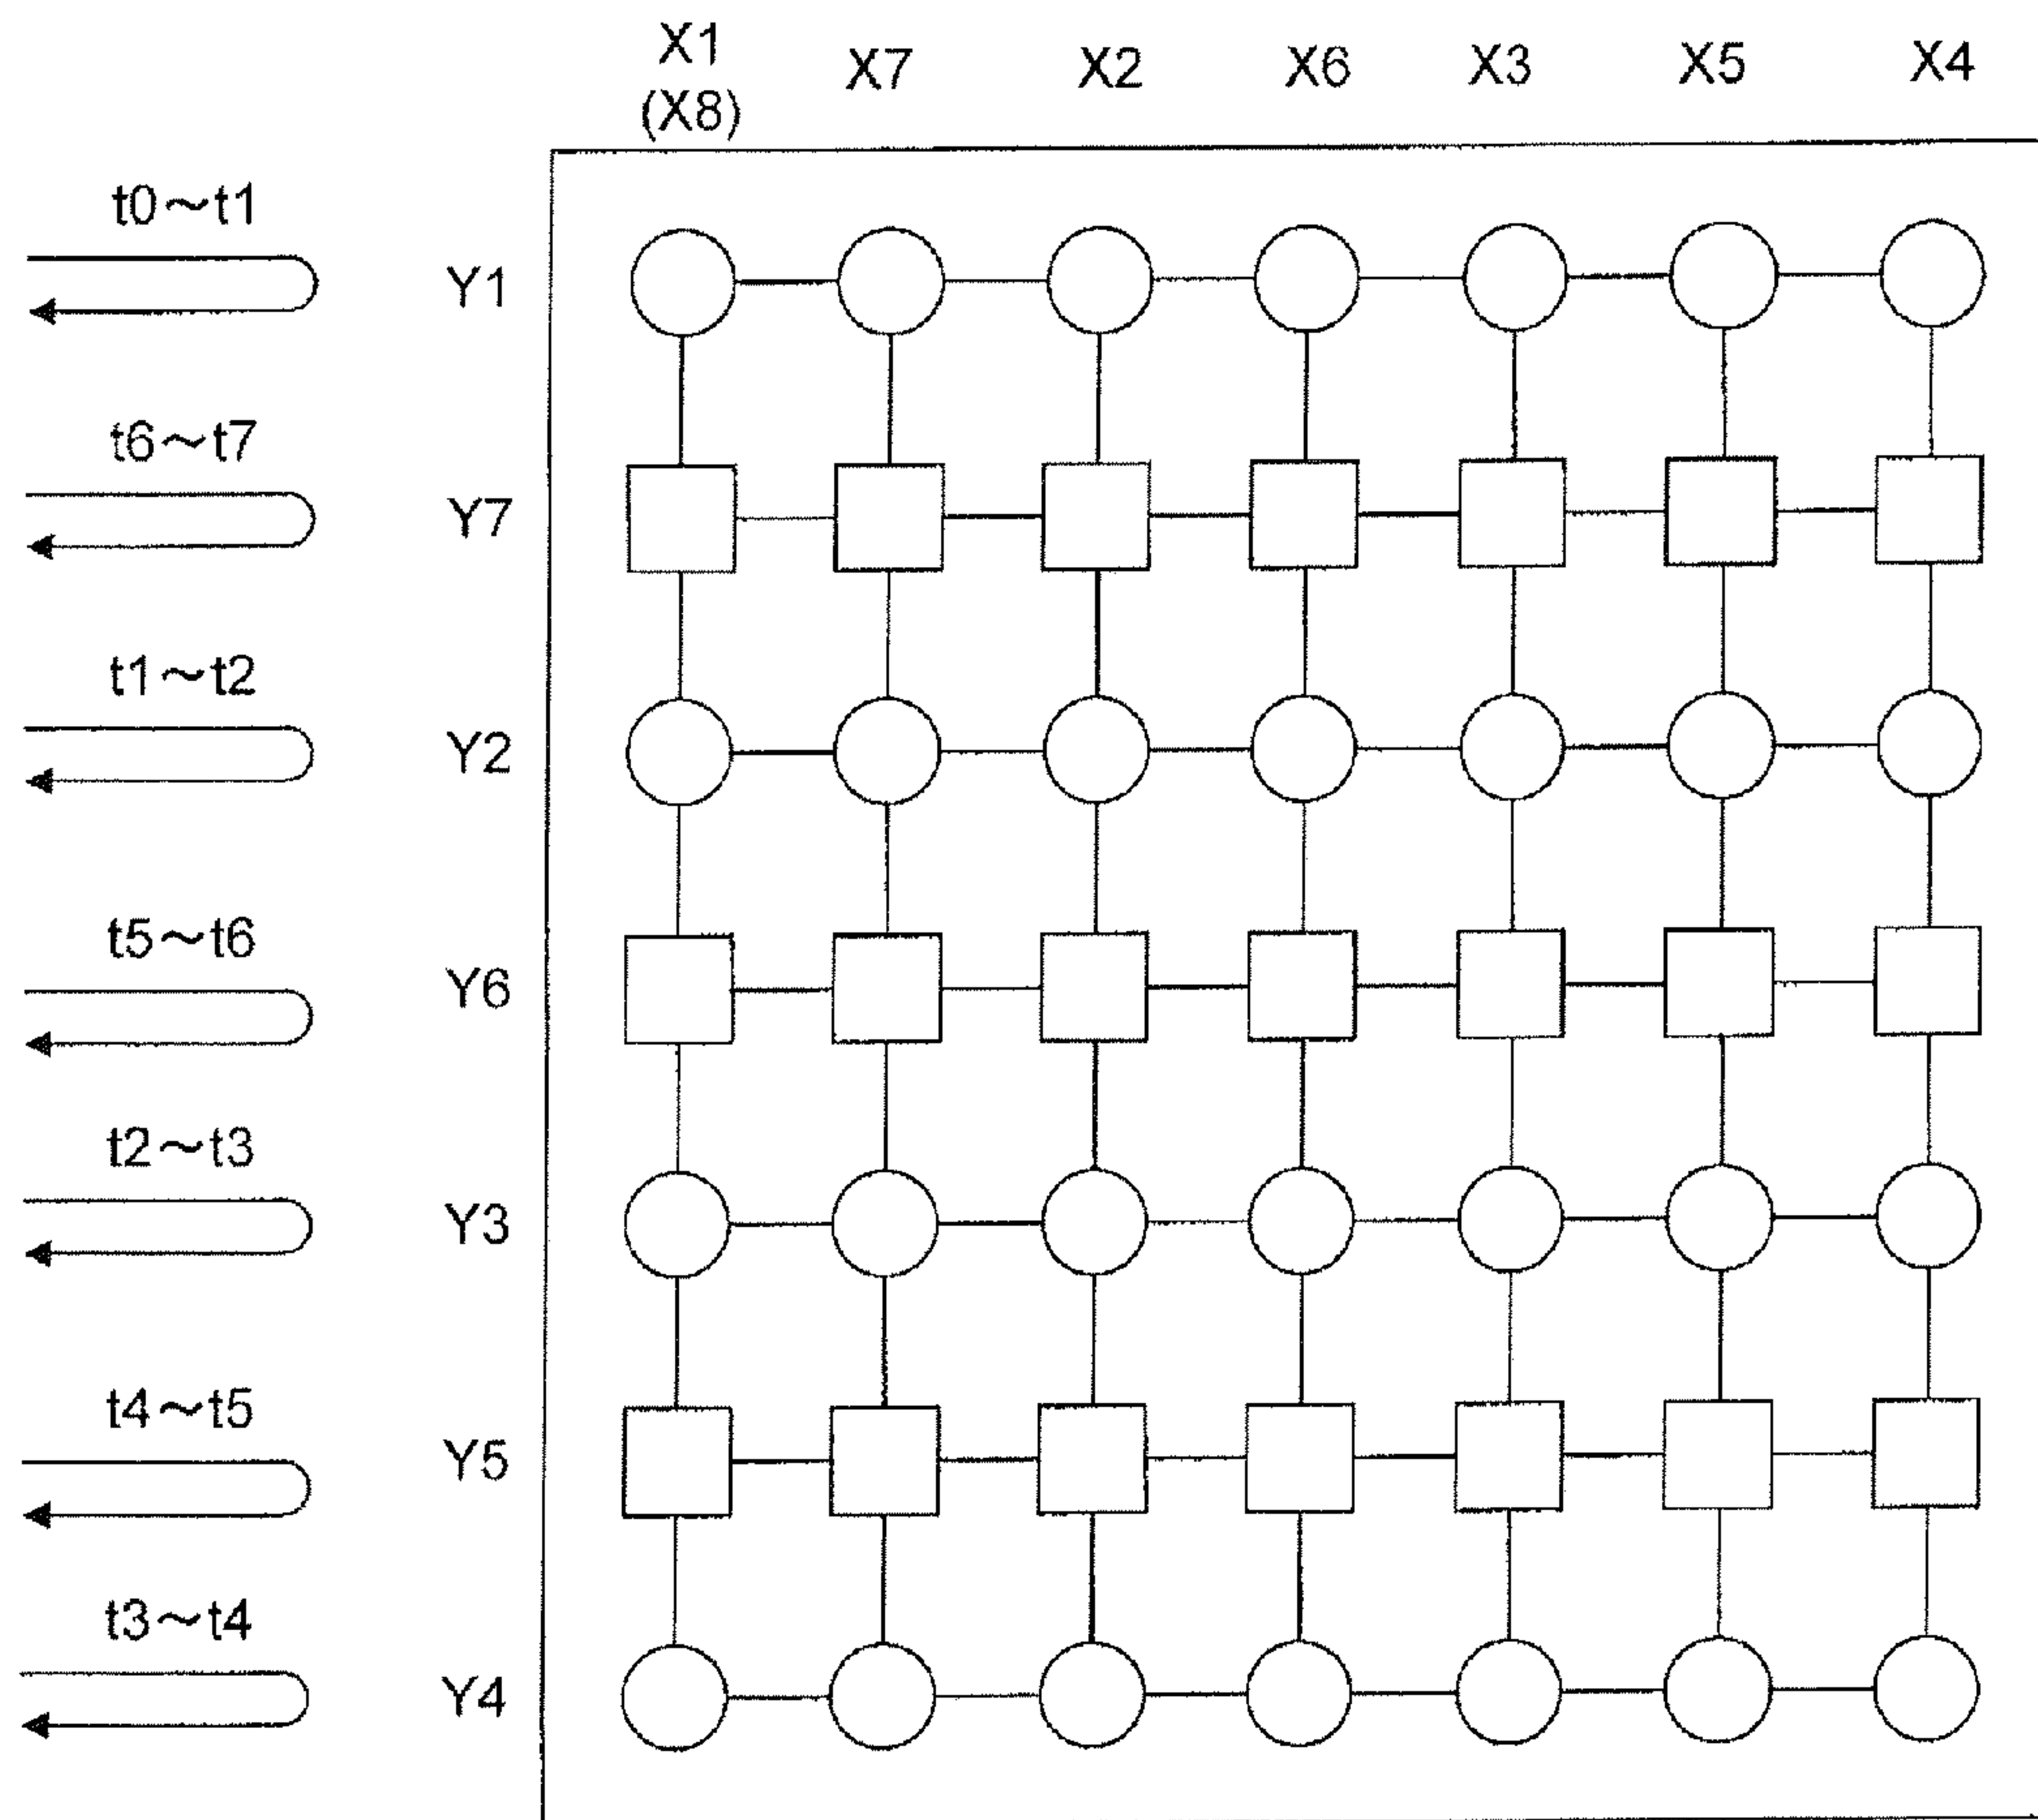 X1 X7 X2 X6 X3 X5 X4
(X8)
t0~t1
Y1
t6~t7
Y7
t1~t2
Y2
t5~t6
Y6
t2~t3
Y3
t4~t5
Y5
t3~t4
Y4